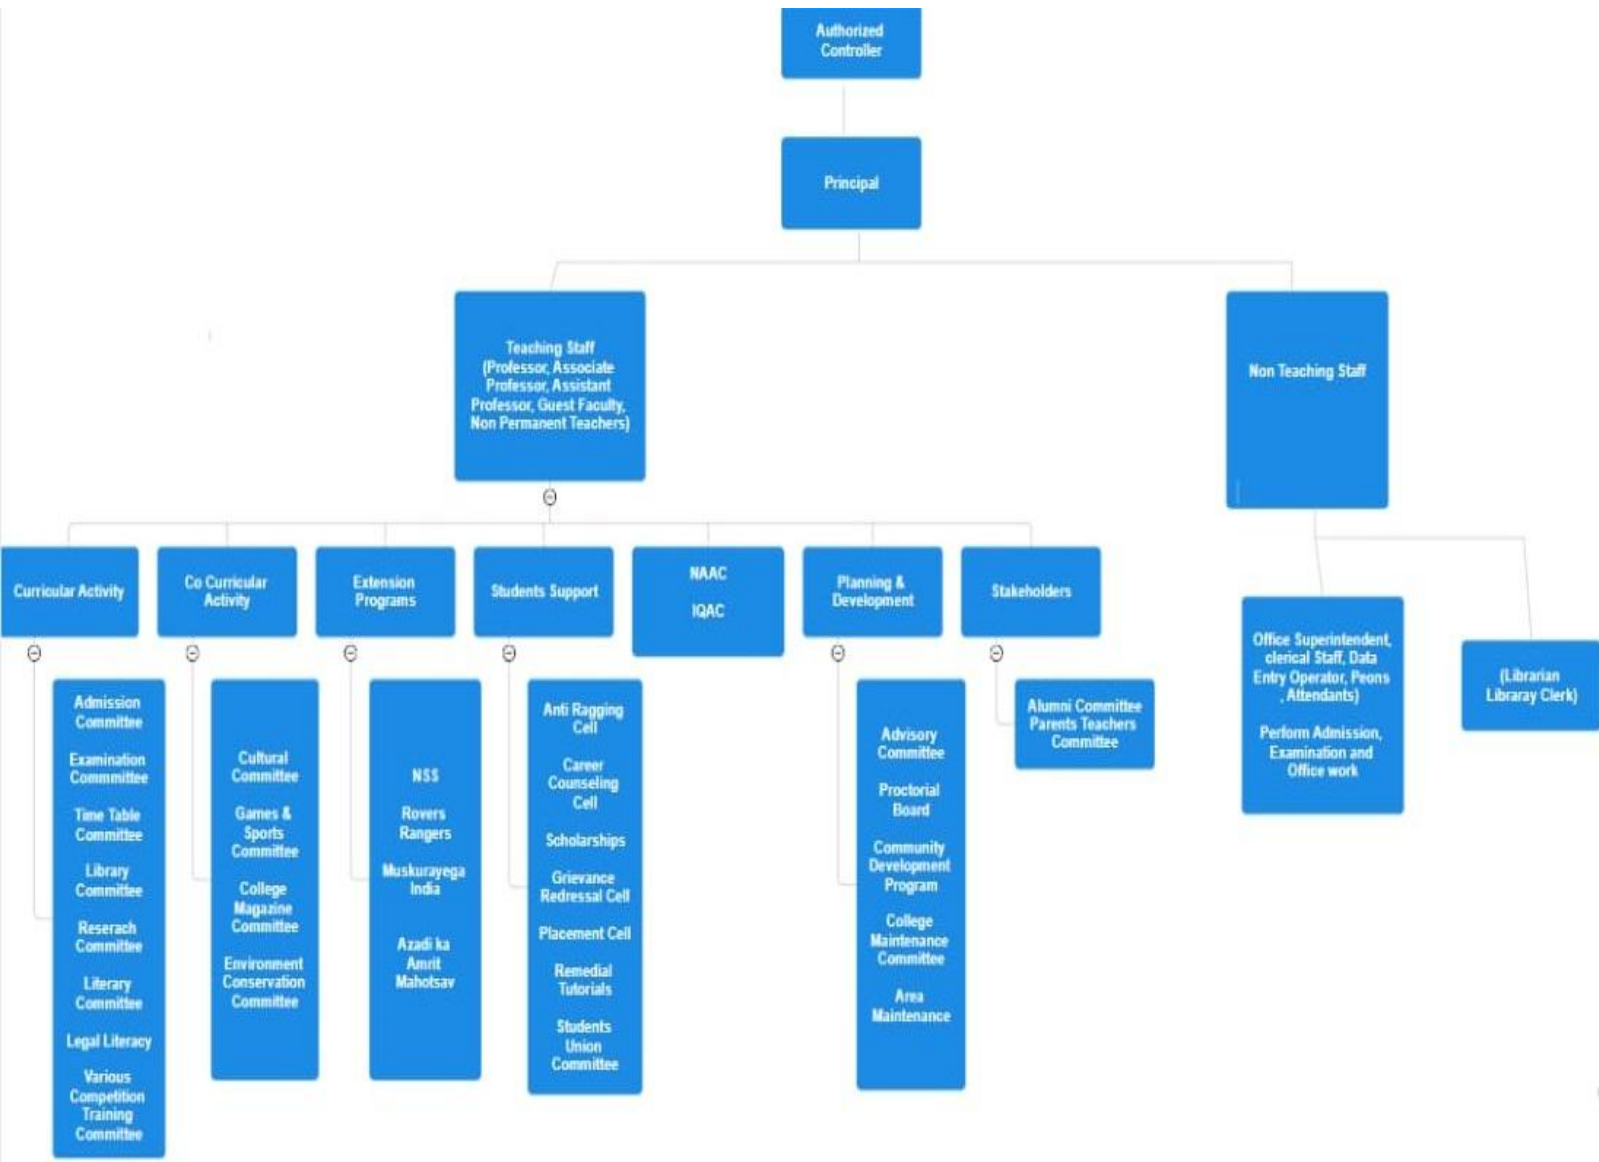 Authorized
Controller
Principal
Teaching Staff
(Professor, Associate
Professor, Assistant
Professor, Guest Faculty,
Non Permanent Teachers)
Non Teaching Staff
Curricular Activity
Co Curricular
Activity
Extension
Programs
Students Support
NAAC
IQAC
Planning &
Development
Stakeholders
Admission
Committee
Examination
Commmittee
Time Table
Committee
Library
Committee
Reserach
Committee
Literary
Committee
Legal Literacy
Various
Competition
Training
Committee
Cultural
Committee
Games &
Sports
Committee
College
Magazine
Committee
Environment
Conservation
Committee
NSS
Rovers
Rangers
Muskurayega
India
Azadi ka
Amrit
Mahotsav
Anti Ragging
Cell
Career
Counseling
Cell
Scholarships
Grievance
Redressal Cell
Placement Cell
Remedial
Tutorials
Students
Union
Committee
Advisory
Committee
Proctorial
Board
Community
Development
Program
College
Maintenance
Committee
Area
Maintenance
Alumni Committee
Parents Teachers
Committee
Office Superintendent,
clerical Staff, Data
Entry Operator, Peons
, Attendants)
Perform Admission,
Examination and
Office work
(Librarian
Libraray Clerk)